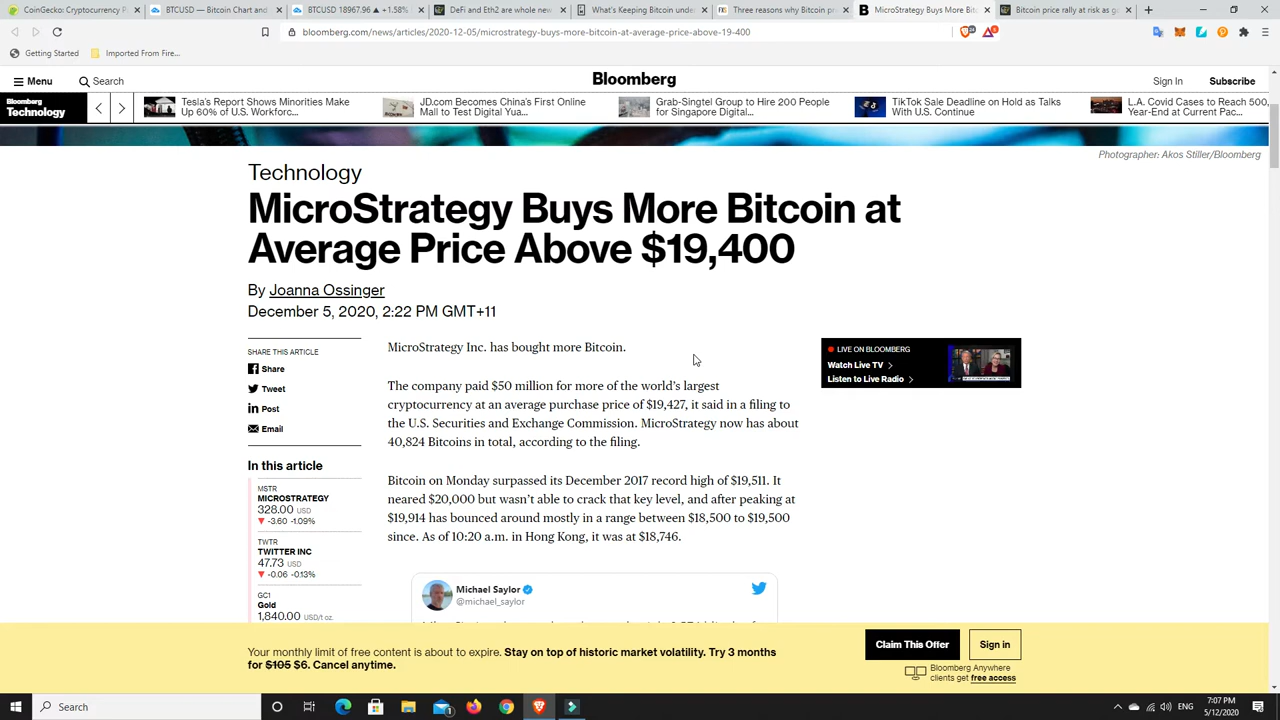 CoinGecko: Cryptocurrency P
BTCUSD — Bitcoin Chart and
BTCUSD 18967.96 ▲ +1.58%
DeFi and Eth2 are whole new
What's Keeping Bitcoin unde
Three reasons why Bitcoin pr
MicroStrategy Buys More Bit
Bitcoin price rally at risk as go
bloomberg.com/news/articles/2020-12-05/microstrategy-buys-more-bitcoin-at-average-price-above-19-400
Getting Started
Imported From Fire...
Menu
Search
Bloomberg
Sign In
Subscribe
Bloomberg
Technology
Tesla's Report Shows Minorities Make
Up 60% of U.S. Workforc...
JD.com Becomes China's First Online
Mall to Test Digital Yua...
Grab-Singtel Group to Hire 200 People
for Singapore Digital...
TikTok Sale Deadline on Hold as Talks
With U.S. Continue
L.A. Covid Cases to Reach 500,
Year-End at Current Pac...
Photographer: Akos Stiller/Bloomberg
Technology
MicroStrategy Buys More Bitcoin at
Average Price Above $19,400
By Joanna Ossinger
December 5, 2020, 2:22 PM GMT+11
SHARE THIS ARTICLE
Share
Tweet
Post
Email
In this article
MSTR
MICROSTRATEGY
328.00 USD
▼ -3.60 -1.09%
TWTR
TWITTER INC
47.73 USD
▼ -0.06 -0.13%
GC1
Gold
1,840.00 USD/t oz.
MicroStrategy Inc. has bought more Bitcoin.
The company paid $50 million for more of the world's largest
cryptocurrency at an average purchase price of $19,427, it said in a filing to
the U.S. Securities and Exchange Commission. MicroStrategy now has about
40,824 Bitcoins in total, according to the filing.
Bitcoin on Monday surpassed its December 2017 record high of $19,511. It
neared $20,000 but wasn't able to crack that key level, and after peaking at
$19,914 has bounced around mostly in a range between $18,500 to $19,500
since. As of 10:20 a.m. in Hong Kong, it was at $18,746.
Michael Saylor
@michael_saylor
LIVE ON BLOOMBERG
Watch Live TV
Listen to Live Radio
Your monthly limit of free content is about to expire. Stay on top of historic market volatility. Try 3 months
for $105 $6. Cancel anytime.
Claim This Offer
Sign in
Bloomberg Anywhere
clients get free access
Search
ENG
7:07 PM
5/12/2020